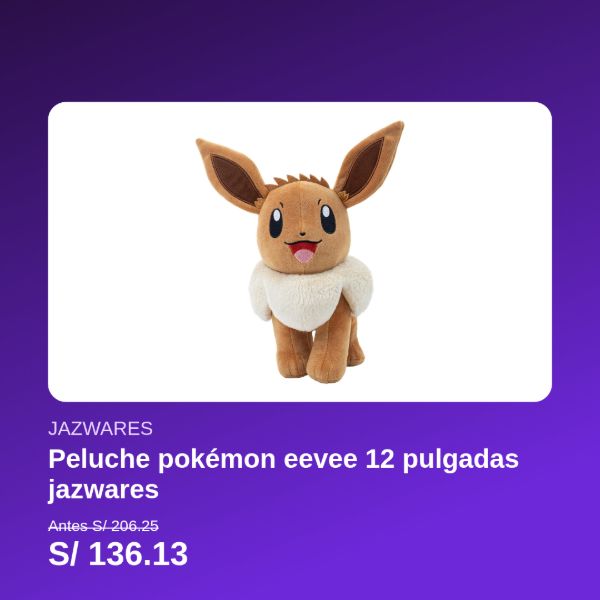 JAZWARES
Peluche pokémon eevee 12 pulgadas
jazwares
Antes S/ 206.25
S/ 136.13